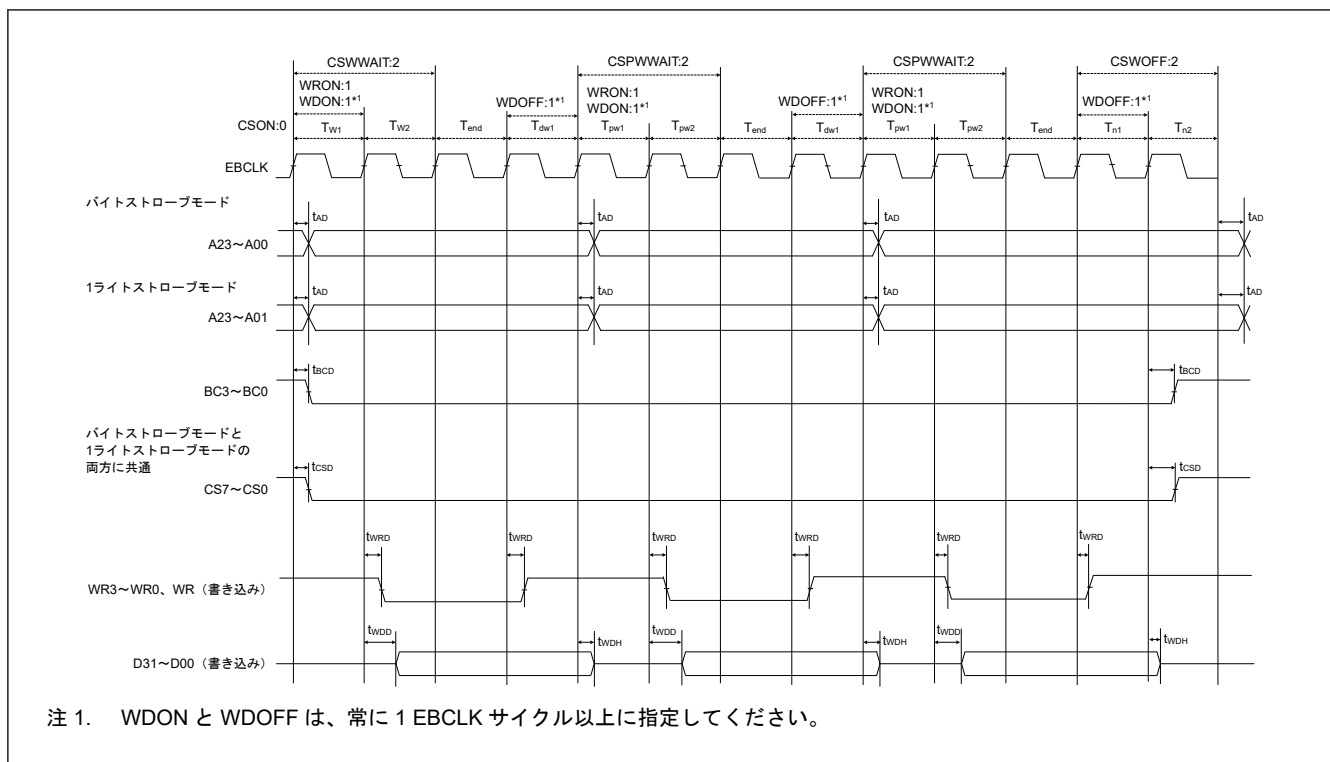 CSWWAIT:2 CSPWWAIT:2 CSPWWAIT:2 CSWOFF:2
WRON:1 WRON:1 WRON:1
WDON:1*1 WDOFF:1*1 WDON:1*1 WDOFF:1*1 WDON:1*1 WDOFF:1*1
CSON:0 TW1 TW2 Tend Tdw1 Tpw1 Tpw2 Tend Tdw1 Tpw1 Tpw2 Tend Tn1 Tn2
EBCLK
バイトストローブモード
tAD tAD tAD tAD
A23～A00
1ライトストローブモード
tAD tAD tAD tAD
A23～A01
tBCD tBCD
BC3～BC0
バイトストローブモードと
1ライトストローブモードの
両方に共通
tCSD tCSD
CS7～CS0
tWRD tWRD tWRD tWRD tWRD tWRD
WR3～WR0、WR（書き込み）
tWDD tWDH tWDD tWDH tWDD tWDH
D31～D00（書き込み）
注 1. WDON と WDOFF は、常に 1 EBCLK サイクル以上に指定してください。